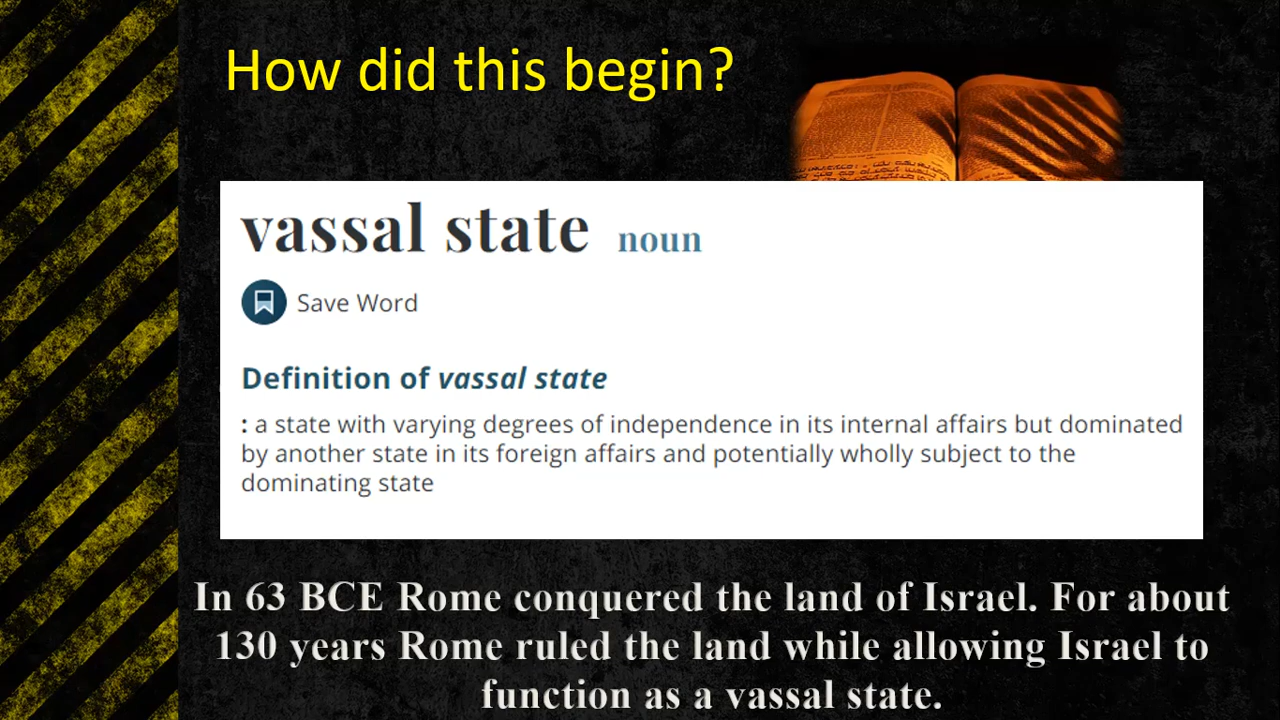 How did this begin?
vassal state noun
Save Word
Definition of vassal state
: a state with varying degrees of independence in its internal affairs but dominated
by another state in its foreign affairs and potentially wholly subject to the
dominating state
In 63 BCE Rome conquered the land of Israel. For about
130 years Rome ruled the land while allowing Israel to
function as a vassal state.